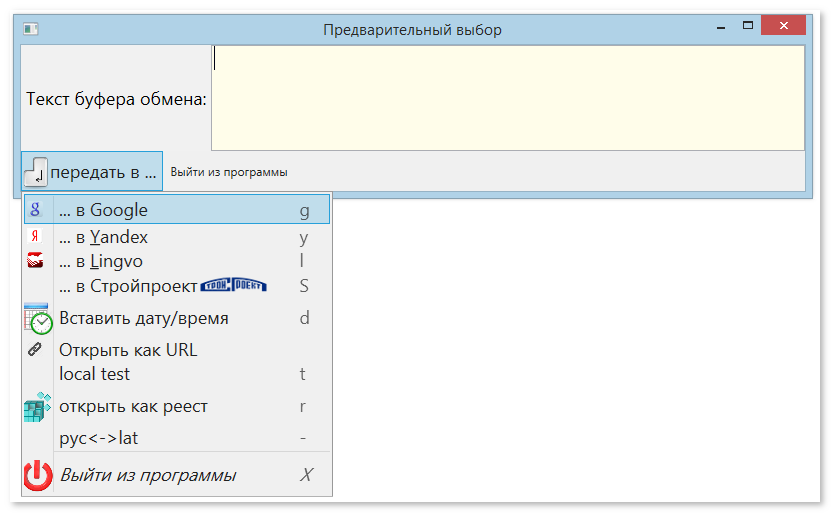 Предварительный выбор
Текст буфера обмена:
передать в ... Выйти из программы
... в Google g
... в Yandex y
... в Lingvo l
... в Стройпроект СТРОЙПРОЕКТ S
Вставить дату/время d
Открыть как URL
local test t
открыть как реест r
рус<->lat -
Выйти из программы X